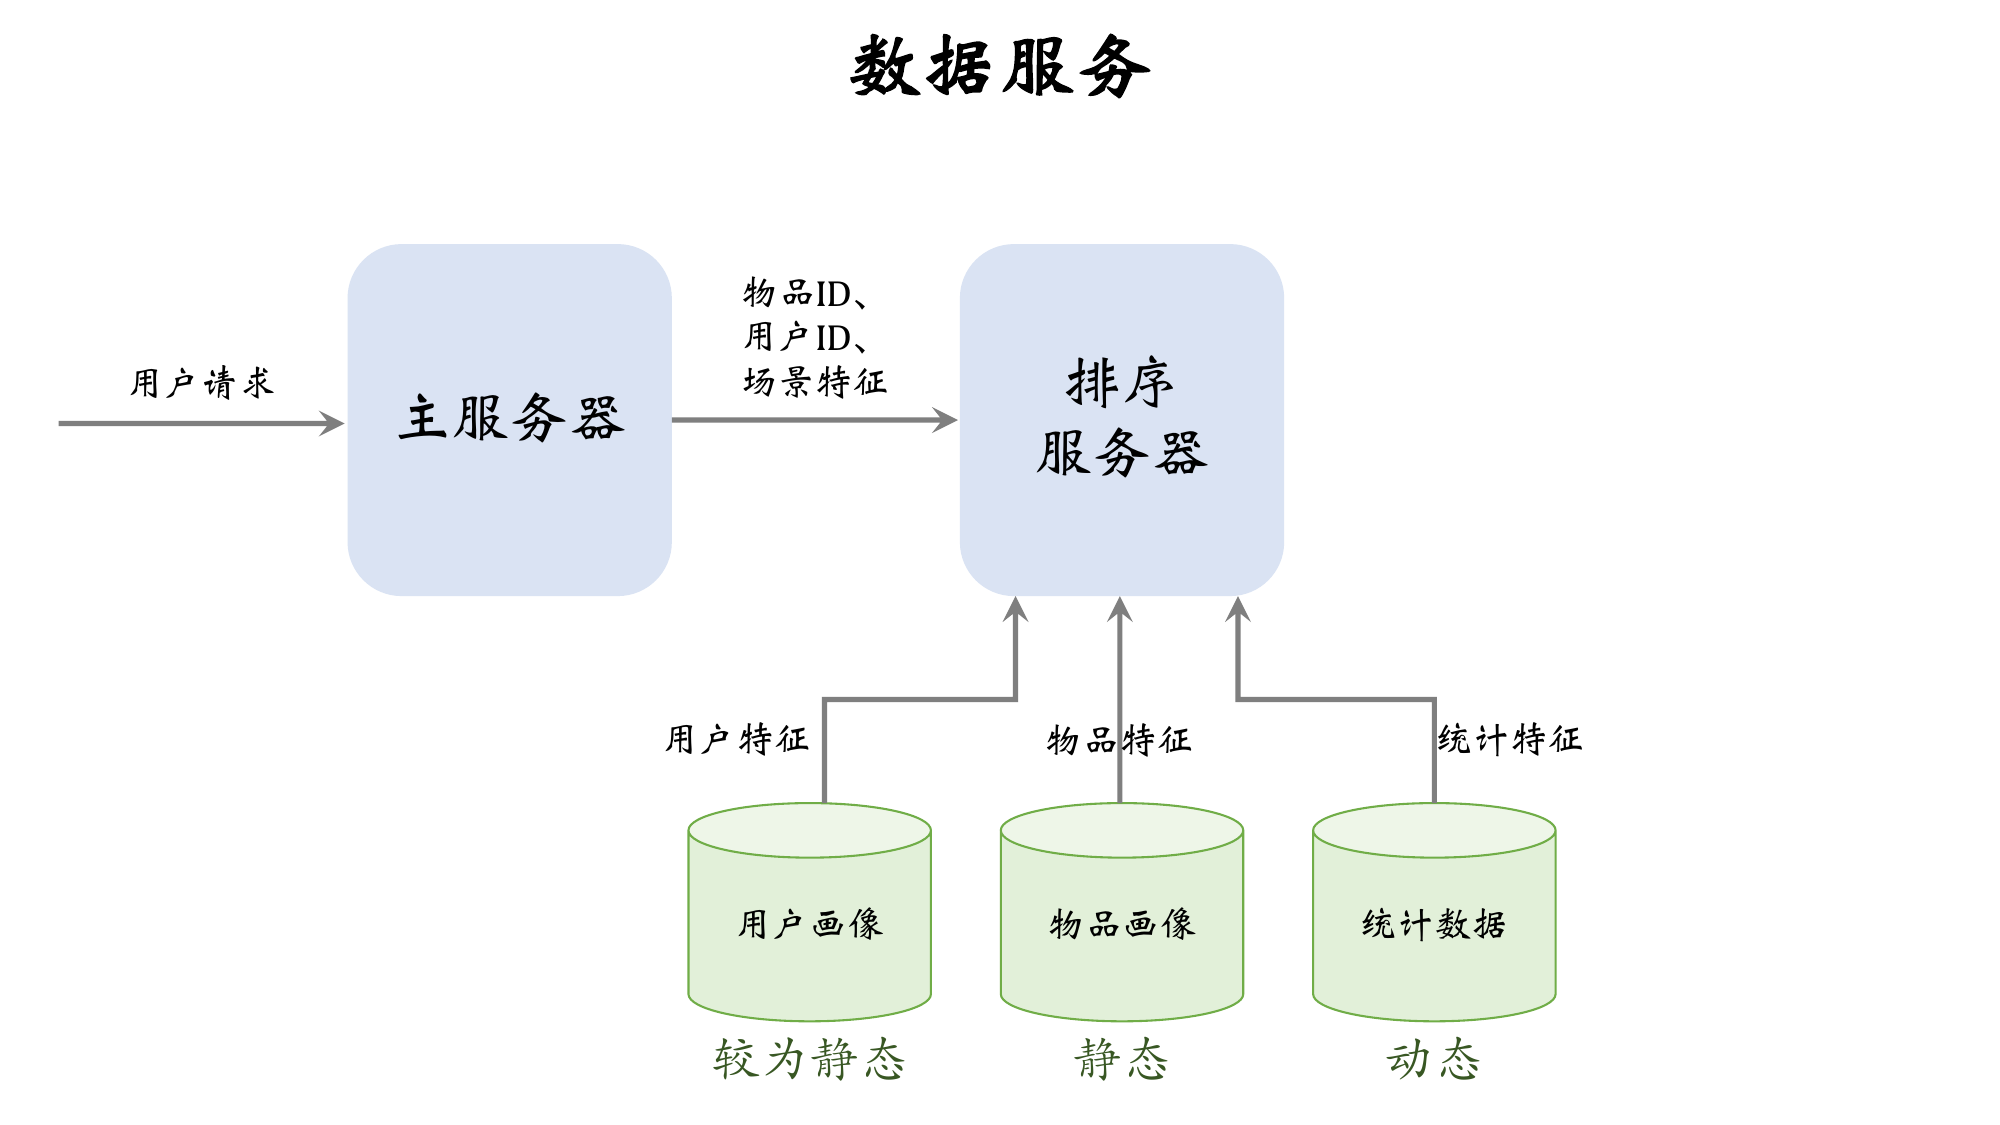 数据服务
用户请求
主服务器
物品ID、
用户ID、
场景特征
排序
服务器
用户特征
物品特征
统计特征
用户画像
物品画像
统计数据
较为静态
静态
动态